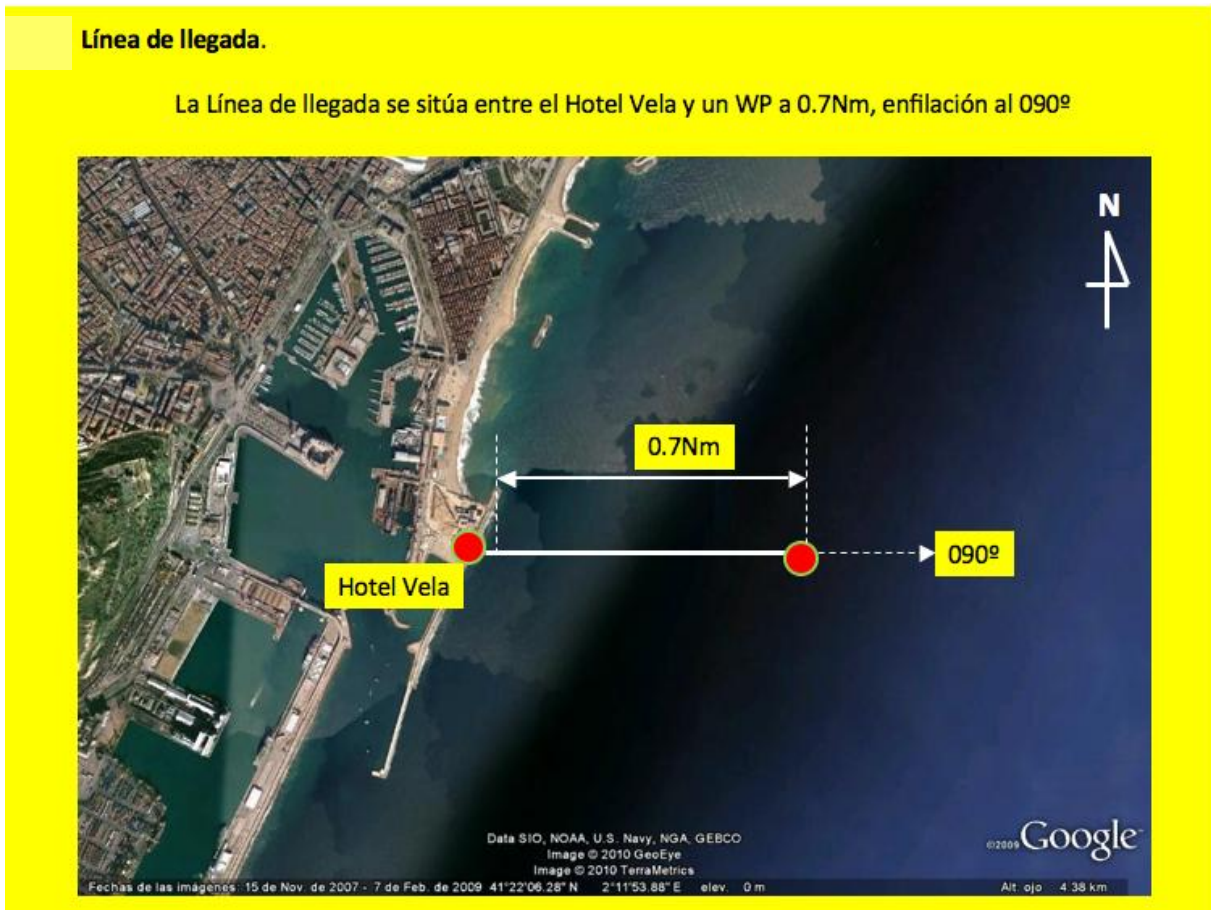 Línea de llegada.
La Línea de llegada se sitúa entre el Hotel Vela y un WP a 0.7Nm, enfilación al 090º
N
0.7Nm
090º
Hotel Vela
Data SIO, NOAA, U.S. Navy, NGA, GEBCO
Image © 2010 GeoEye
Image © 2010 TerraMetrics
©2009 Google
Fechas de las imágenes: 15 de Nov. de 2007 - 7 de Feb. de 2009 41°22'06.28" N 2°11'53.88" E elev. 0 m Alt. ojo 4.38 km